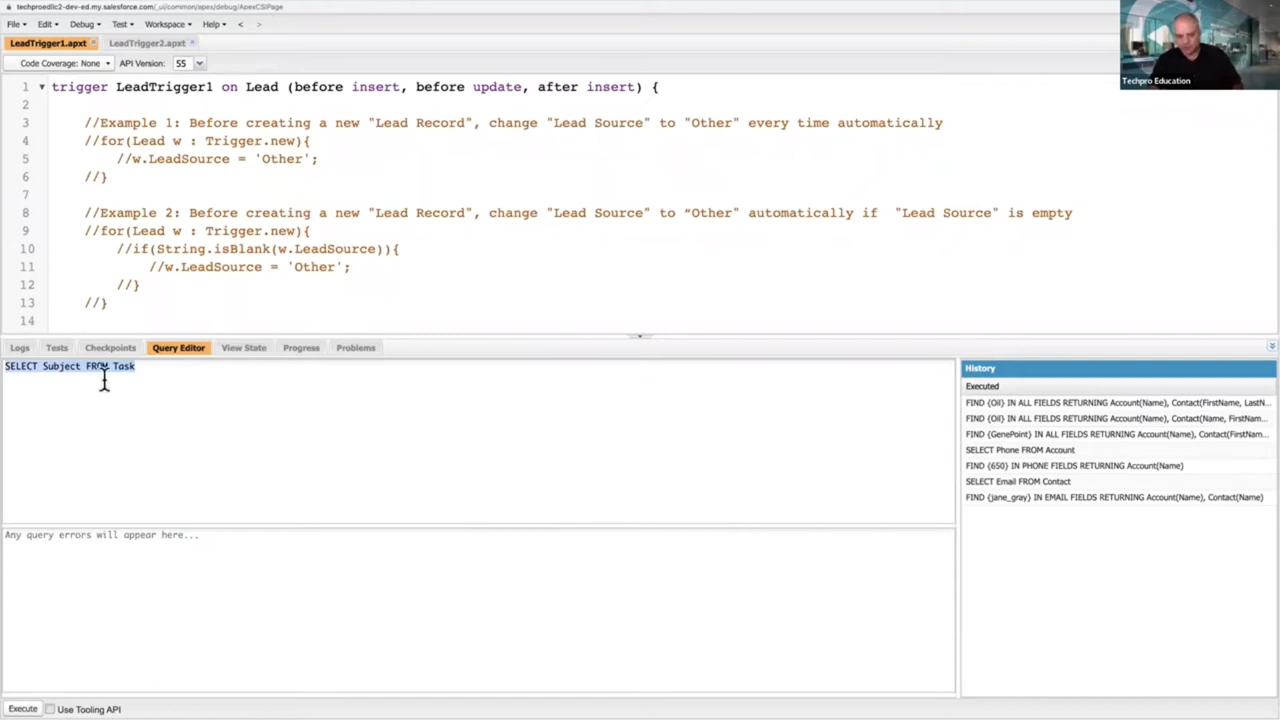 techproedllc2-dev-ed.my.salesforce.com/_ui/common/apex/debug/ApexCSIPage
File Edit Debug Test Workspace Help < >
LeadTrigger1.apxt LeadTrigger2.apxt
Code Coverage: None API Version: 55
Techpro Education
1 trigger LeadTrigger1 on Lead (before insert, before update, after insert) {
2
3 //Example 1: Before creating a new "Lead Record", change "Lead Source" to "Other" every time automatically
4 //for(Lead w : Trigger.new){
5 //w.LeadSource = 'Other';
6 //}
7
8 //Example 2: Before creating a new "Lead Record", change "Lead Source" to “Other" automatically if "Lead Source" is empty
9 //for(Lead w : Trigger.new){
10 //if(String.isBlank(w.LeadSource)){
11 //w.LeadSource = 'Other';
12 //}
13 //}
14
Logs Tests Checkpoints Query Editor View State Progress Problems
SELECT Subject FROM Task
Any query errors will appear here...
History
Executed
FIND {Oil} IN ALL FIELDS RETURNING Account(Name), Contact(FirstName, LastN...
FIND {Oil} IN ALL FIELDS RETURNING Account(Name), Contact(Name, FirstNam...
FIND {GenePoint} IN ALL FIELDS RETURNING Account(Name), Contact(FirstNam...
SELECT Phone FROM Account
FIND {650} IN PHONE FIELDS RETURNING Account(Name)
SELECT Email FROM Contact
FIND {jane_gray} IN EMAIL FIELDS RETURNING Account(Name), Contact(Name)
Execute Use Tooling API